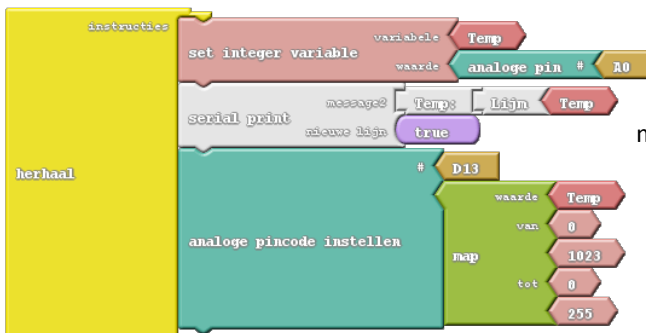 instructies
set integer variable
variabele Temp
waarde analoge pin # A0
serial print
message2 Temp: Lijn Temp
nieuwe lijn true
herhaal
analoge pincode instellen
# D13
map
waarde Temp
van 0
1023
tot 0
255